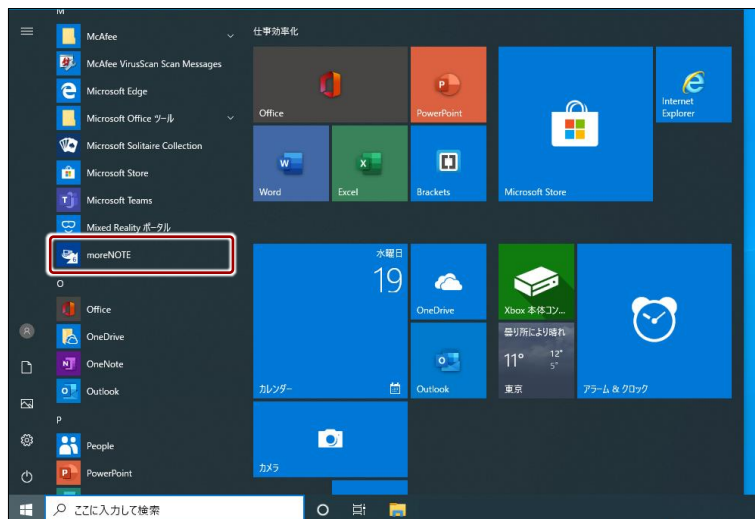 M
McAfee
McAfee VirusScan Scan Messages
Microsoft Edge
Microsoft Office ツール
Microsoft Solitaire Collection
Microsoft Store
Microsoft Teams
Mixed Reality ポータル
moreNOTE
O
Office
OneDrive
OneNote
Outlook
P
People
PowerPoint
ここに入力して検索
仕事効率化
Office
PowerPoint
Word
Excel
Brackets
Microsoft Store
Internet
Explorer
水曜日
19
カレンダー
OneDrive
Outlook
Xbox 本体コン...
曇り所により晴れ
11°
12°
5°
東京
アラーム & クロック
カメラ